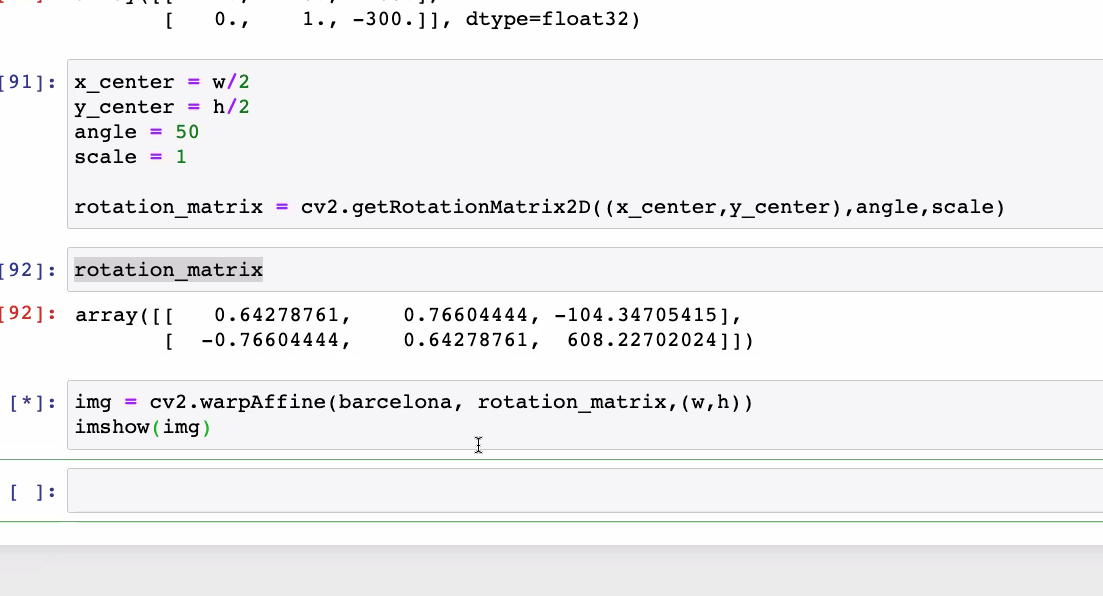 [ 0., 1., -300.]], dtype=float32)
[91]:
x_center = w/2
y_center = h/2
angle = 50
scale = 1
rotation_matrix = cv2.getRotationMatrix2D((x_center,y_center),angle,scale)
[92]: rotation_matrix
[92]: array([[ 0.64278761, 0.76604444, -104.34705415],
[ -0.76604444, 0.64278761, 608.22702024]])
[*]: img = cv2.warpAffine(barcelona, rotation_matrix,(w,h))
imshow(img)
[ ]: